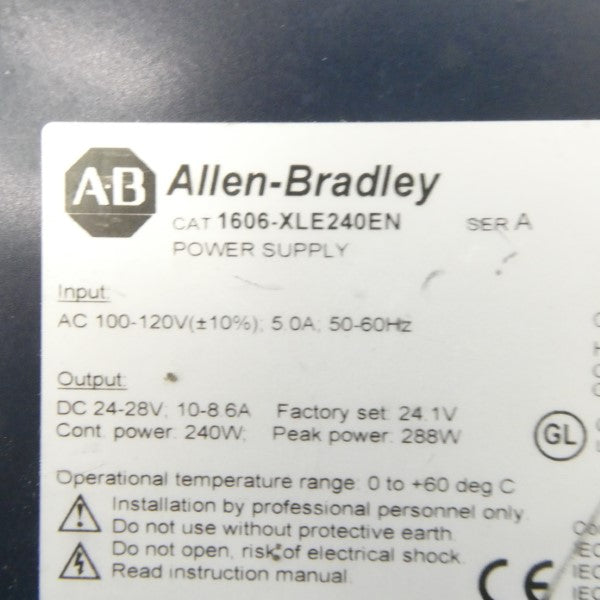 A-B Allen-Bradley
CAT 1606-XLE240EN SER A
POWER SUPPLY
Input:
AC 100-120V(±10%); 5.0A; 50-60Hz
Output:
DC 24-28V; 10-8.6A Factory set: 24.1V
Cont. power: 240W; Peak power: 288W
GL
Operational temperature range: 0 to +60 deg C
Installation by professional personnel only.
Do not use without protective earth.
Do not open, risk of electrical shock.
Read instruction manual.
CE
IEC
IEC
IEC